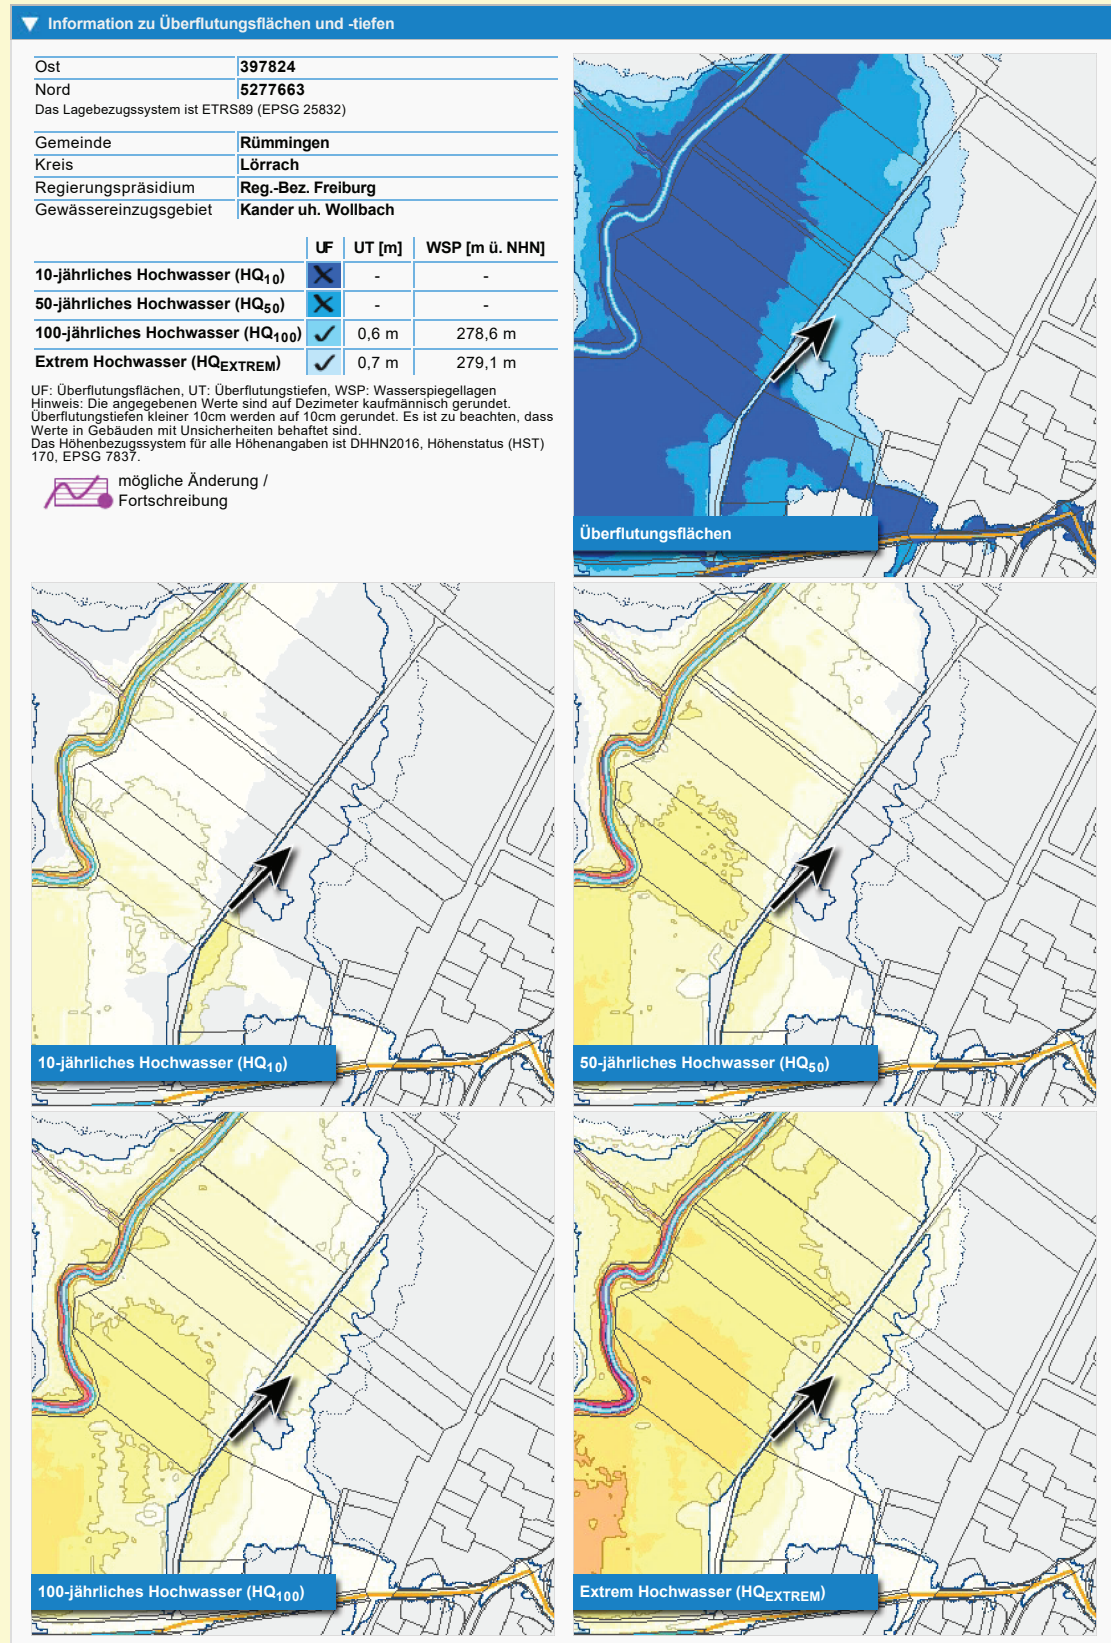 Information zu Überflutungsflächen und -tiefen
Ost 397824
Nord 5277663
Das Lagebezugssystem ist ETRS89 (EPSG 25832)
Gemeinde Rümmingen
Kreis Lörrach
Regierungspräsidium Reg.-Bez. Freiburg
Gewässereinzugsgebiet Kander uh. Wollbach
UF UT [m] WSP [m ü. NHN]
10-jährliches Hochwasser (HQ10) - -
50-jährliches Hochwasser (HQ50) - -
100-jährliches Hochwasser (HQ100) 0,6 m 278,6 m
Extrem Hochwasser (HQEXTREM) 0,7 m 279,1 m
UF: Überflutungsflächen, UT: Überflutungstiefen, WSP: Wasserspiegellagen
Hinweis: Die angegebenen Werte sind auf Dezimeter kaufmännisch gerundet.
Überflutungstiefen kleiner 10cm werden auf 10cm gerundet. Es ist zu beachten, dass
Werte in Gebäuden mit Unsicherheiten behaftet sind.
Das Höhenbezugssystem für alle Höhenangaben ist DHHN2016, Höhenstatus (HST)
170, EPSG 7837.
mögliche Änderung /
Fortschreibung
Überflutungsflächen
10-jährliches Hochwasser (HQ10)
50-jährliches Hochwasser (HQ50)
100-jährliches Hochwasser (HQ100)
Extrem Hochwasser (HQEXTREM)